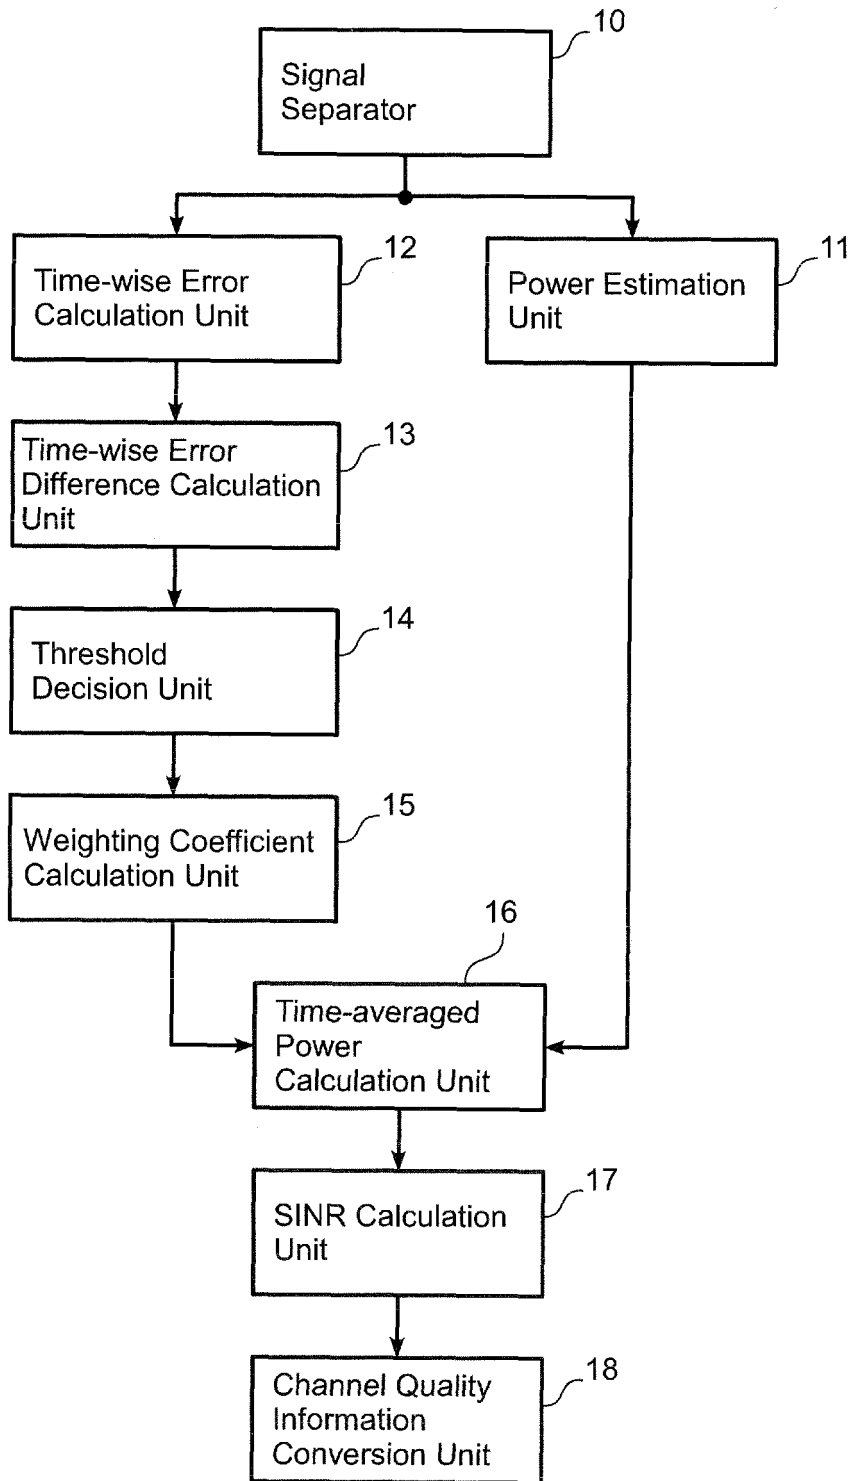 10
Signal
Separator
12
Time-wise Error
Calculation Unit
11
Power Estimation
Unit
13
Time-wise Error
Difference Calculation
Unit
14
Threshold
Decision Unit
15
Weighting Coefficient
Calculation Unit
16
Time-averaged
Power
Calculation Unit
17
SINR Calculation
Unit
18
Channel Quality
Information
Conversion Unit